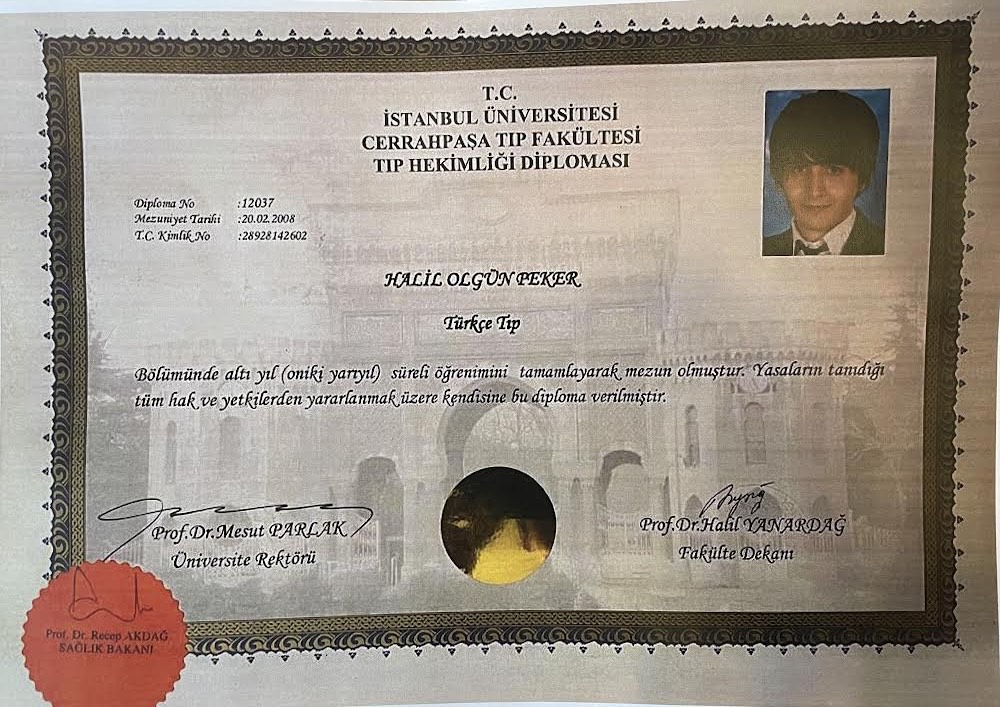 T.C.
İSTANBUL ÜNİVERSİTESİ
CERRAHPAŞA TIP FAKÜLTESİ
TIP HEKİMLİĞİ DİPLOMASI
Diploma No :12037
Mezuniyet Tarihi :20.02.2008
T.C. Kimlik No :28928142602
HALİL OLGÜN PEKER
Türkçe Tıp
Bölümünde altı yıl (oniki yarıyıl) süreli öğrenimini tamamlayarak mezun olmuştur. Yasaların tanıdığı
tüm hak ve yetkilerden yararlanmak üzere kendisine bu diploma verilmiştir.
Prof.Dr.Mesut PARLAK
Üniversite Rektörü
Prof.Dr.Halil YANARDAĞ
Fakülte Dekanı
Prof. Dr. Recep AKDAĞ
SAĞLIK BAKANI